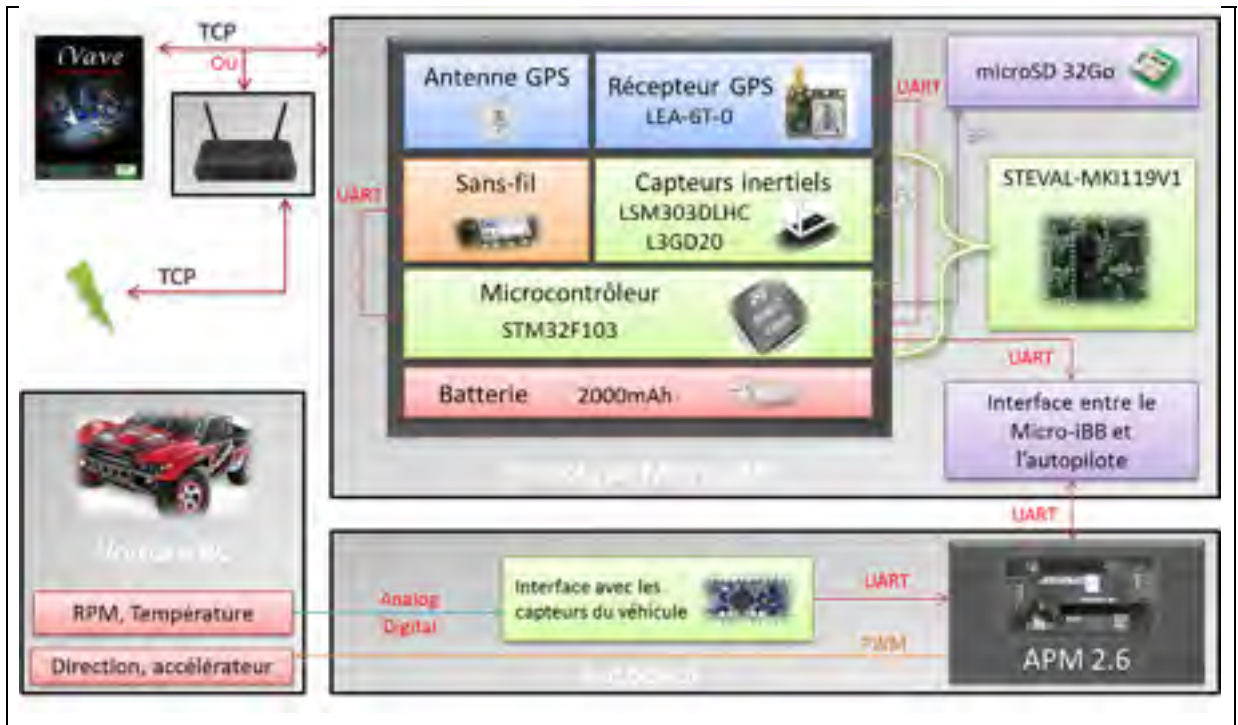 TCP
OU
Antenne GPS
Récepteur GPS
LEA-6T-0
UART
microSD 32Go
UART
Sans-fil
Capteurs inertiels
LSM303DLHC
L3GD20
STEVAL-MKI119V1
TCP
Microcontrôleur
STM32F103
UART
Batterie 2000mAh
Interface entre le
Micro-iBB et
l'autopilote
UART
RPM, Température
Analog
Digital
Interface avec les
capteurs du véhicule
UART
Direction, accélérateur
PWM
APM 2.6